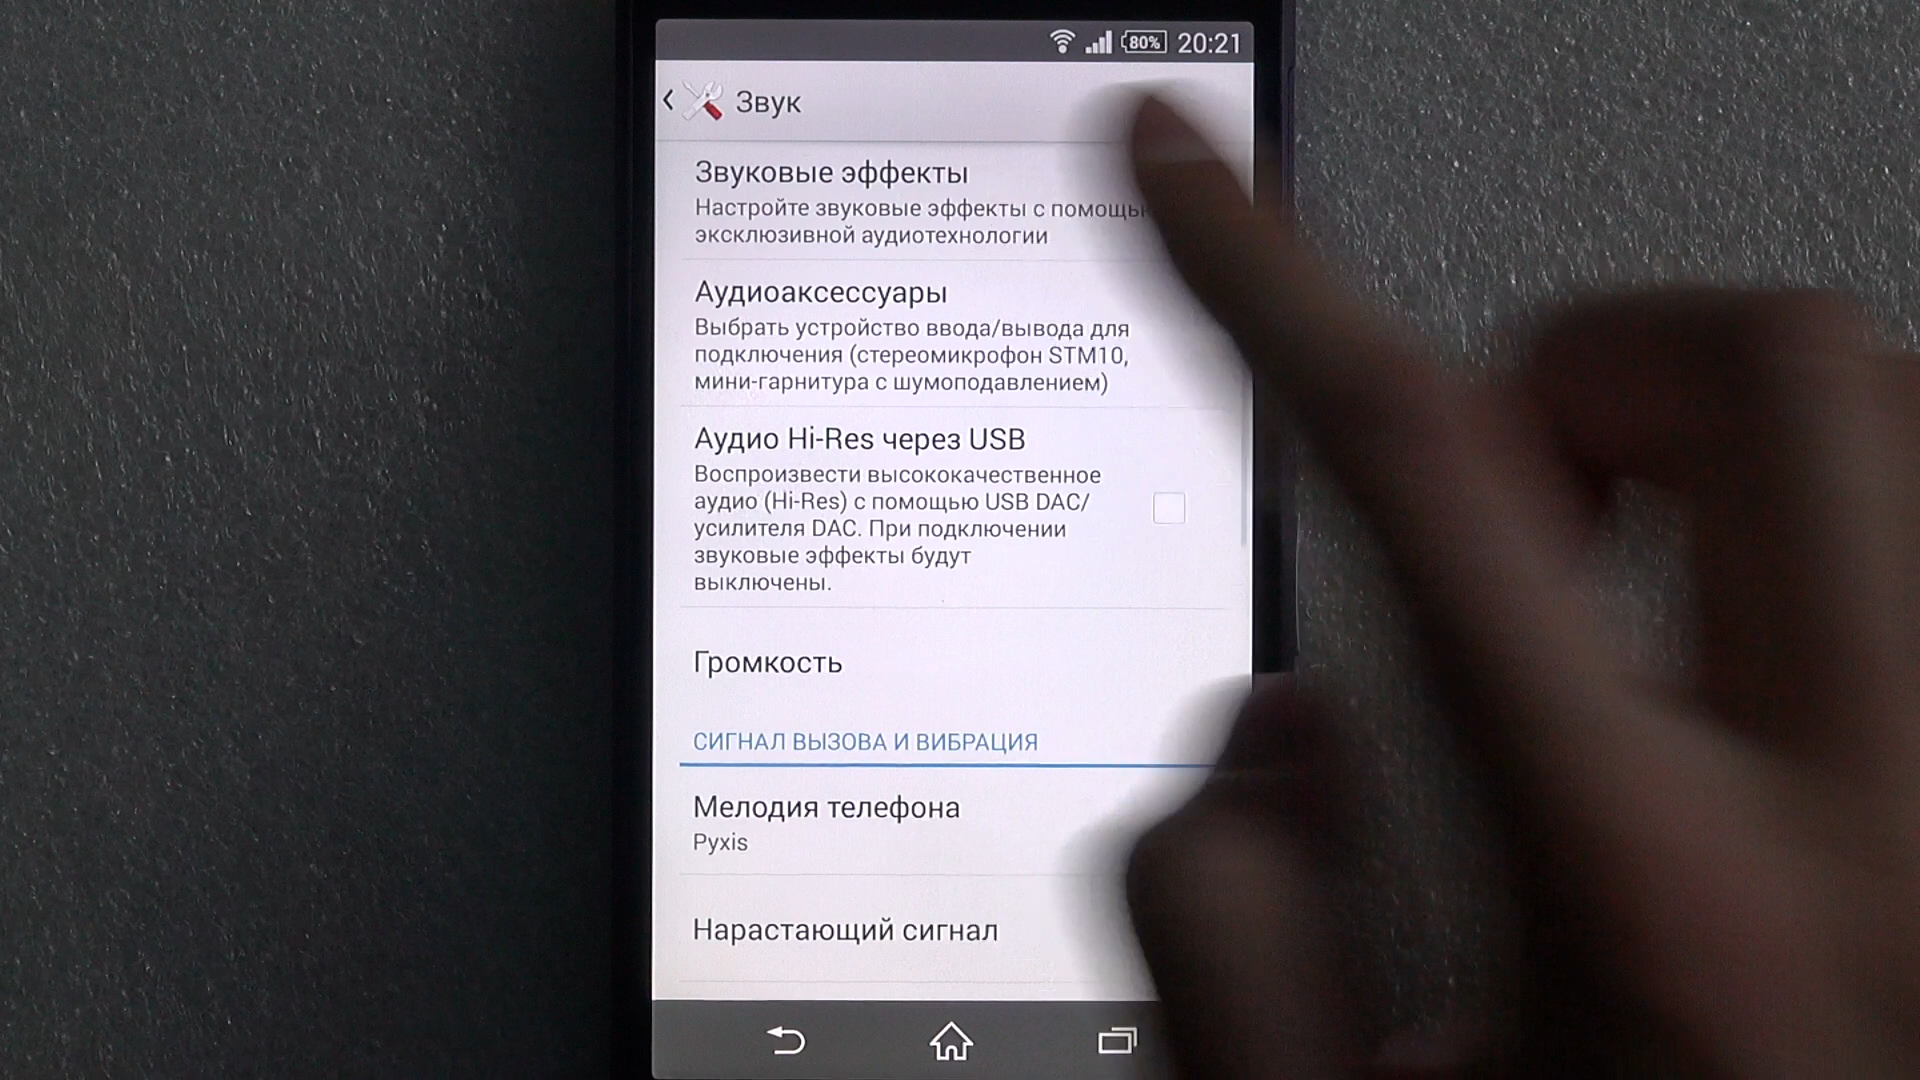 80% 20:21
Звук
Звуковые эффекты
Настройте звуковые эффекты с
эксклюзивной аудиотехнологии
Аудиоаксессуары
Выбрать устройство ввода/вывода для
подключения (стереомикрофон STM10,
мини-гарнитура с шумоподавлением)
Аудио Hi-Res через USB
Воспроизвести высококачественное
аудио (Hi-Res) с помощью USB DAC/
усилителя DAC. При подключении
звуковые эффекты будут
выключены.
Громкость
СИГНАЛ ВЫЗОВА И ВИБРАЦИЯ
Мелодия телефона
Pyxis
Нарастающий сигнал